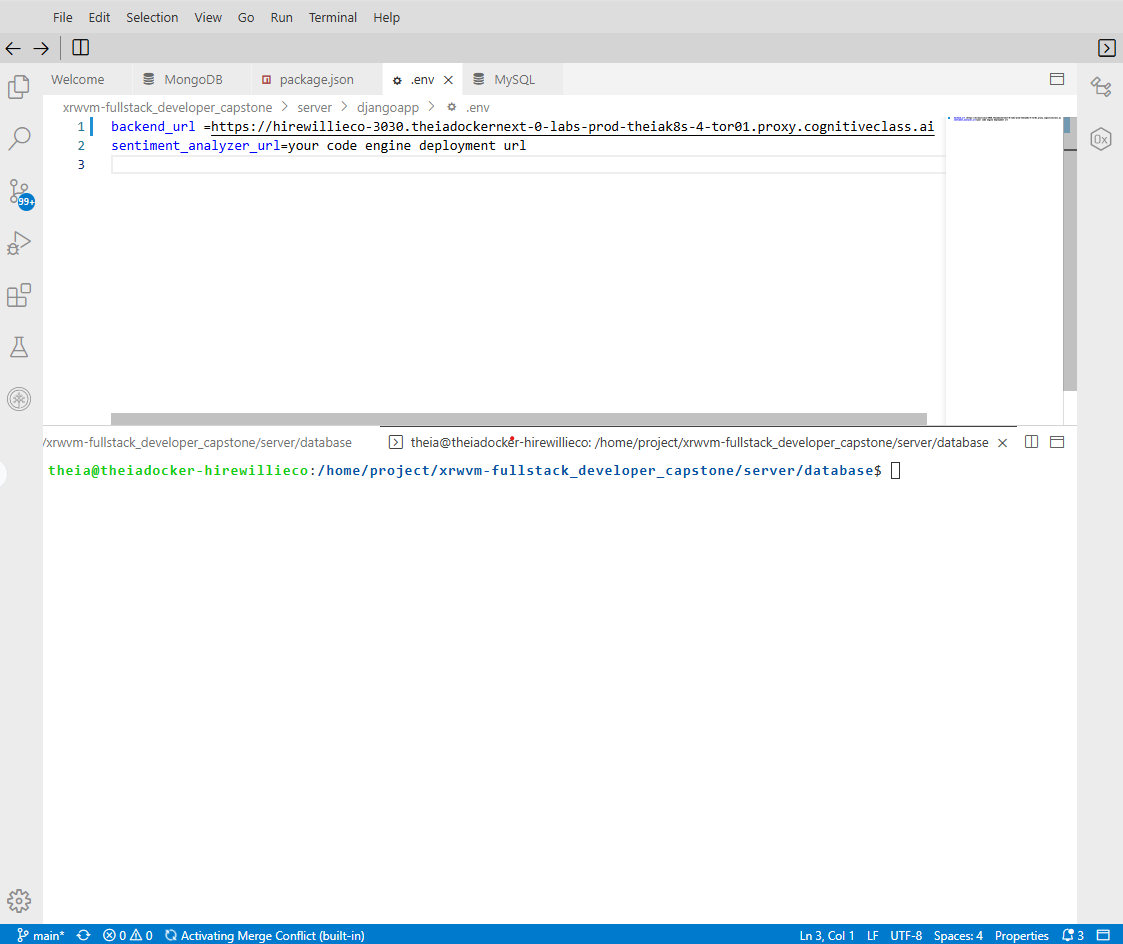 File Edit Selection View Go Run Terminal Help
Welcome MongoDB package.json .env MySQL
xrwvm-fullstack_developer_capstone > server > djangoapp > .env
1 backend_url =https://hirewillieco-3030.theiadockernext-0-labs-prod-theiak8s-4-tor01.proxy.cognitiveclass.ai
2 sentiment_analyzer_url=your code engine deployment url
3
99+
0x
/xrwvm-fullstack_developer_capstone/server/database theia@theiadocker-hirewillieco: /home/project/xrwvm-fullstack_developer_capstone/server/database
theia@theiadocker-hirewillieco:/home/project/xrwvm-fullstack_developer_capstone/server/database$
main* 0 0 Activating Merge Conflict (built-in) Ln 3, Col 1 LF UTF-8 Spaces: 4 Properties 3